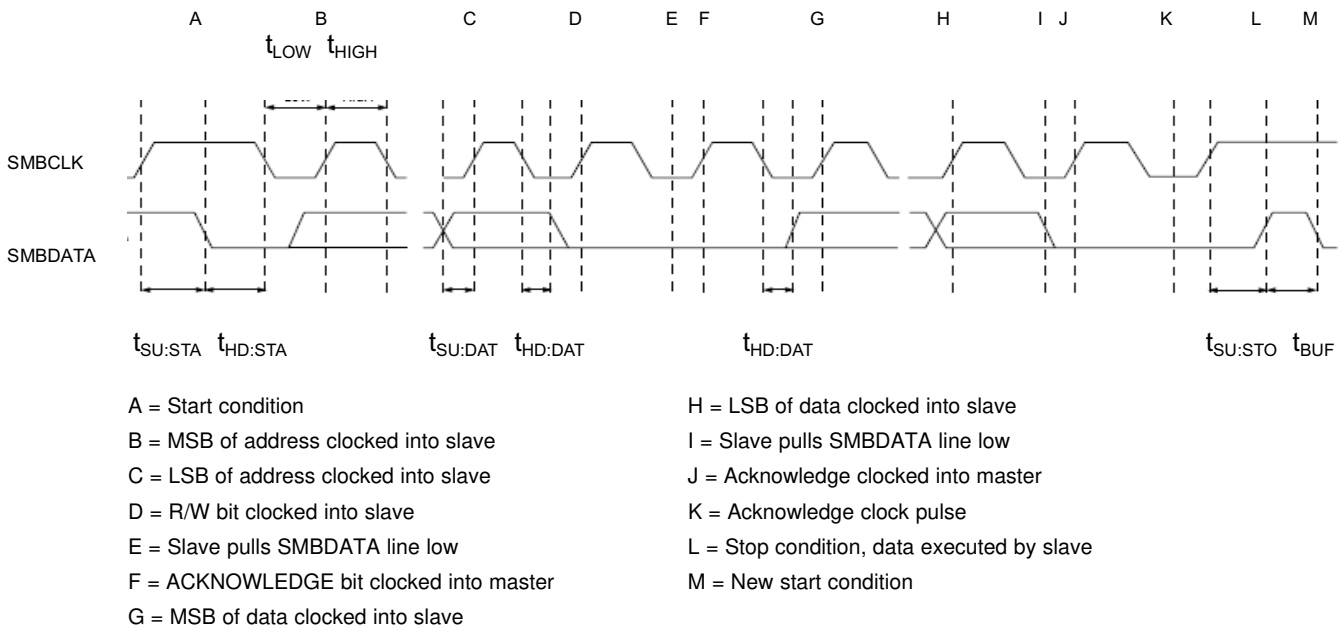 A B C D E F G H I J K L M
tLOW tHIGH
SMBCLK
SMBDATA
tSU:STA tHD:STA tSU:DAT tHD:DAT tHD:DAT tSU:STO tBUF
A = Start condition
B = MSB of address clocked into slave
C = LSB of address clocked into slave
D = R/W bit clocked into slave
E = Slave pulls SMBDATA line low
F = ACKNOWLEDGE bit clocked into master
G = MSB of data clocked into slave
H = LSB of data clocked into slave
I = Slave pulls SMBDATA line low
J = Acknowledge clocked into master
K = Acknowledge clock pulse
L = Stop condition, data executed by slave
M = New start condition